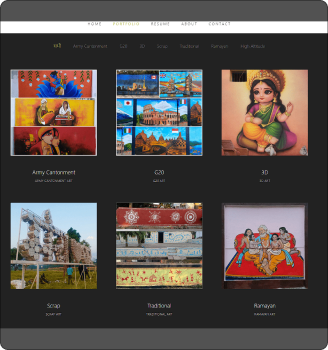 HOME PORTFOLIO RESUME ABOUT CONTACT
All Army Cantonment G20 3D Scrap Traditional Ramayan High-Altitude
Army Cantonment G20 3D
ARMY CANTONMENT ART G20 ART 3D ART
Scrap Traditional Ramayan
SCRAP ART TRADITIONAL ART RAMAYAN ART